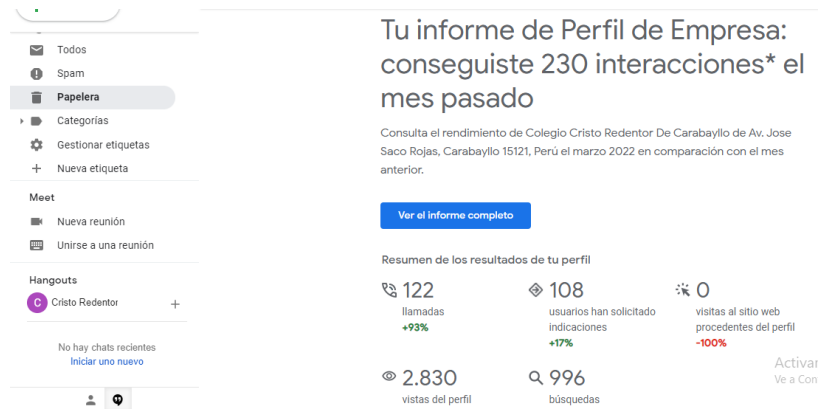 Todos
Spam
Papelera
Categorías
Gestionar etiquetas
Nueva etiqueta
Meet
Nueva reunión
Unirse a una reunión
Hangouts
C Cristo Redentor
No hay chats recientes
Iniciar uno nuevo
Tu informe de Perfil de Empresa:
conseguiste 230 interacciones* el
mes pasado
Consulta el rendimiento de Colegio Cristo Redentor De Carabayllo de Av. Jose
Saco Rojas, Carabayllo 15121, Perú el marzo 2022 en comparación con el mes
anterior.
Ver el informe completo
Resumen de los resultados de tu perfil
122
llamadas
+93%
108
usuarios han solicitado
indicaciones
+17%
0
visitas al sitio web
procedentes del perfil
-100%
2.830
vistas del perfil
996
búsquedas
Activar
Ve a Con